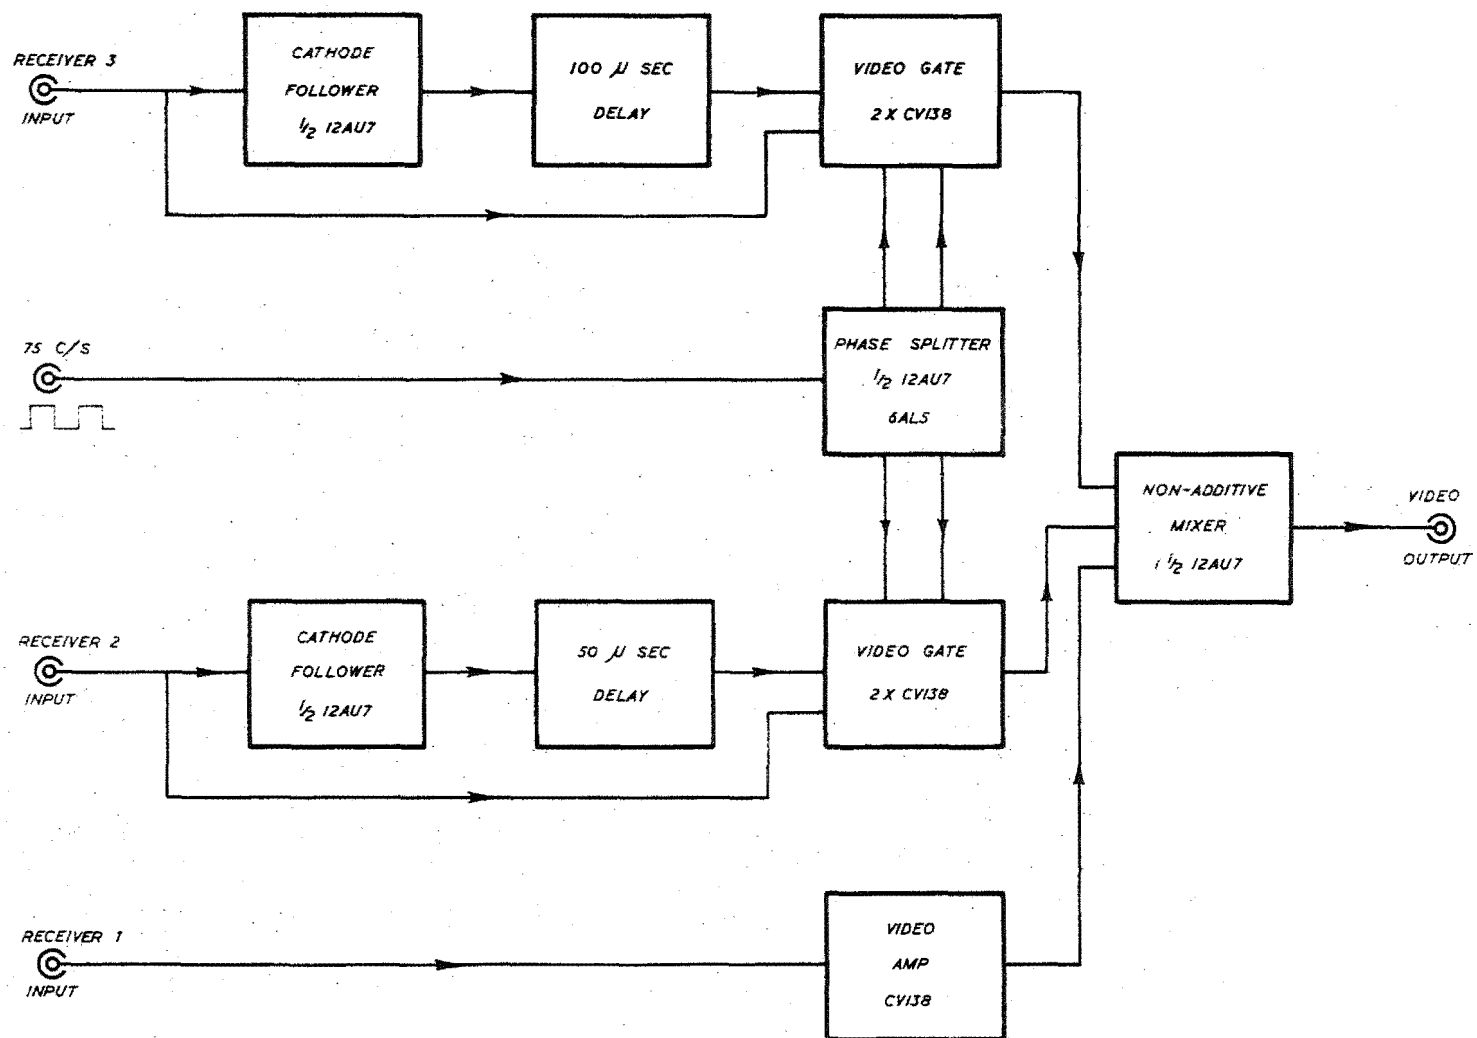 RECEIVER 3
INPUT
CATHODE
FOLLOWER
1/2 12AU7
100 μ SEC
DELAY
VIDEO GATE
2 X CV138
75 C/S
PHASE SPLITTER
1/2 12AU7
6AL5
NON-ADDITIVE
MIXER
1 1/2 12AU7
VIDEO
OUTPUT
RECEIVER 2
INPUT
CATHODE
FOLLOWER
1/2 12AU7
50 μ SEC
DELAY
VIDEO GATE
2 X CV138
RECEIVER 1
INPUT
VIDEO
AMP
CV138